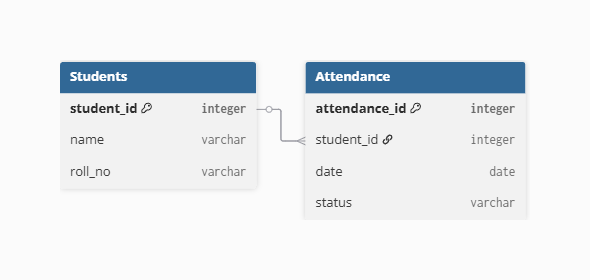 Students
student_id integer
name varchar
roll_no varchar
Attendance
attendance_id integer
student_id integer
date date
status varchar